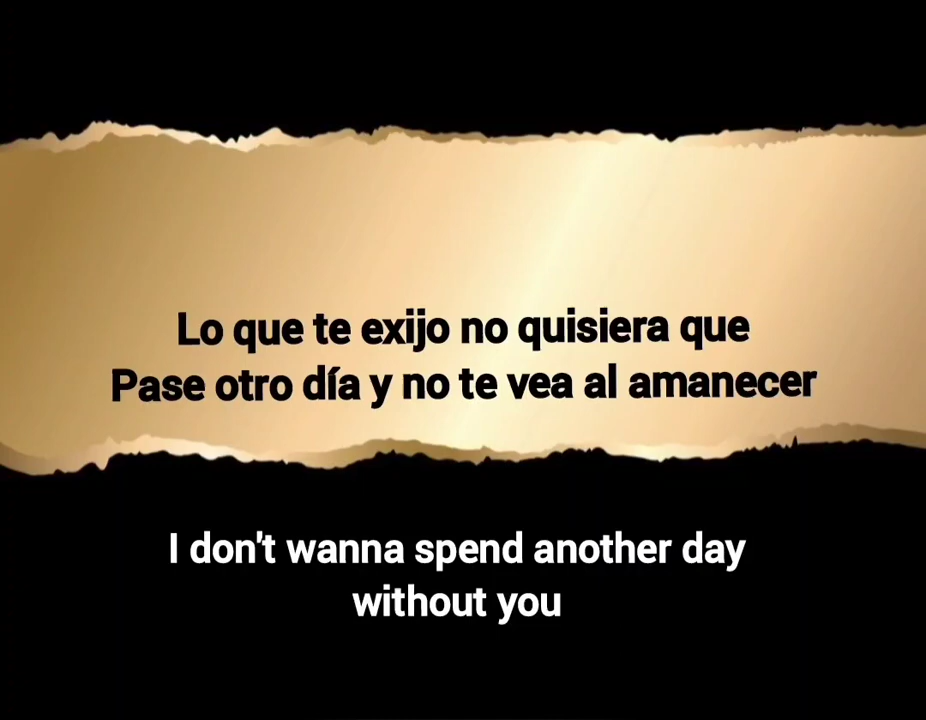 Lo que te exijo no quisiera que
Pase otro día y no te vea al amanecer
I don't wanna spend another day
without you